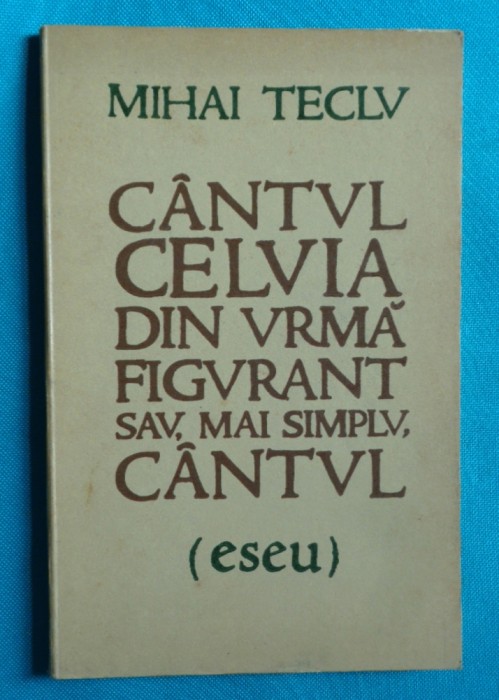 MIHAI TECLV
CÂNTVL
CELVIA
DIN VRMĂ
FIGVRANT
SAV, MAI SIMPLV,
CÂNTVL
(eseu)